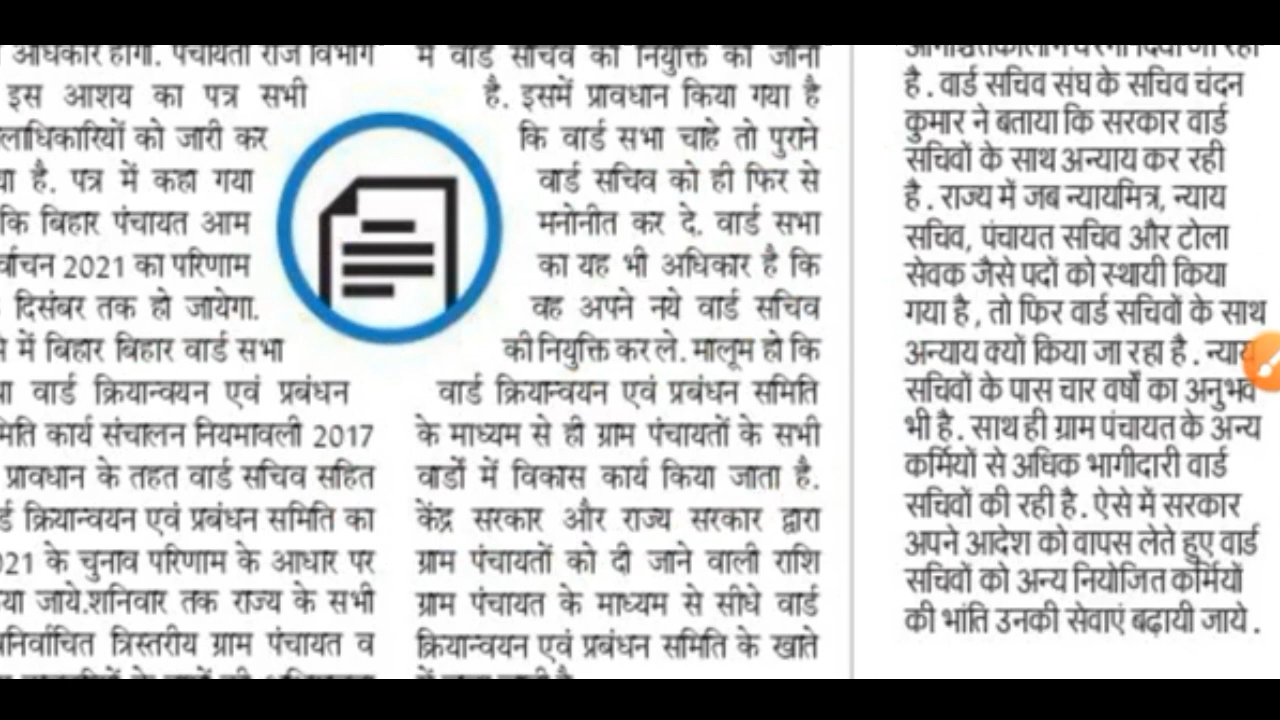 अधिकार होगा. पंचायती राज विभाग
इस आशय का पत्र सभी
लाधिकारियों को जारी कर
या है. पत्र में कहा गया
कि बिहार पंचायत आम
र्वाचन 2021 का परिणाम
दिसंबर तक हो जायेगा.
में बिहार बिहार वार्ड सभा
वार्ड क्रियान्वयन एवं प्रबंधन
मिति कार्य संचालन नियमावली 2017
प्रावधान के तहत वार्ड सचिव सहित
र्ड क्रियान्वयन एवं प्रबंधन समिति का
021 के चुनाव परिणाम के आधार पर
या जाये.शनिवार तक राज्य के सभी
वनिर्वाचित त्रिस्तरीय ग्राम पंचायत व
में वार्ड सचिव की नियुक्ति की जानी
है. इसमें प्रावधान किया गया है
कि वार्ड सभा चाहे तो पुराने
वार्ड सचिव को ही फिर से
मनोनीत कर दे. वार्ड सभा
का यह भी अधिकार है कि
वह अपने नये वार्ड सचिव
की नियुक्ति कर ले. मालूम हो कि
वार्ड क्रियान्वयन एवं प्रबंधन समिति
के माध्यम से ही ग्राम पंचायतों के सभी
वार्डों में विकास कार्य किया जाता है.
केंद्र सरकार और राज्य सरकार द्वारा
ग्राम पंचायतों को दी जाने वाली राशि
ग्राम पंचायत के माध्यम से सीधे वार्ड
क्रियान्वयन एवं प्रबंधन समिति के खाते
है. वार्ड सचिव संघ के सचिव चंदन
कुमार ने बताया कि सरकार वार्ड
सचिवों के साथ अन्याय कर रही
है. राज्य में जब न्यायमित्र, न्याय
सचिव, पंचायत सचिव और टोला
सेवक जैसे पदों को स्थायी किया
गया है, तो फिर वार्ड सचिवों के साथ
अन्याय क्यों किया जा रहा है. न्याय
सचिवों के पास चार वर्षों का अनुभव
भी है. साथ ही ग्राम पंचायत के अन्य
कर्मियों से अधिक भागीदारी वार्ड
सचिवों की रही है. ऐसे में सरकार
अपने आदेश को वापस लेते हुए वार्ड
सचिवों को अन्य नियोजित कर्मियों
की भांति उनकी सेवाएं बढ़ायी जाये.